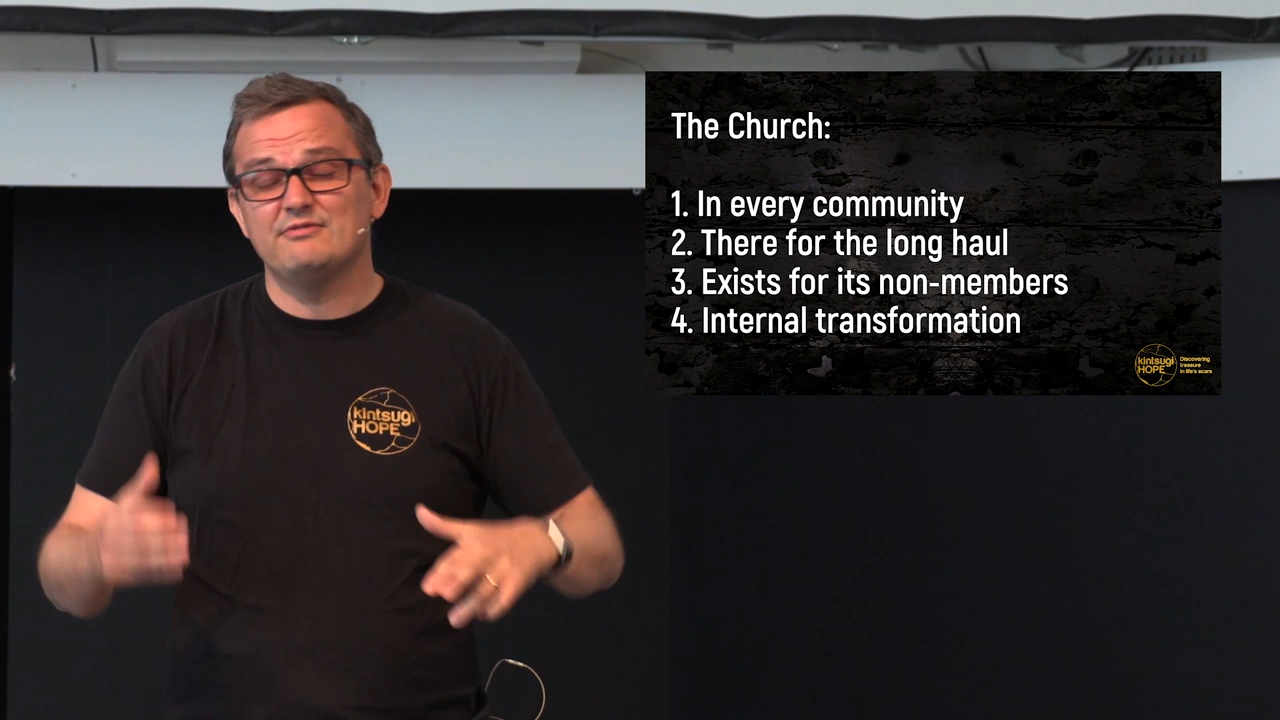 The Church:
1. In every community
2. There for the long haul
3. Exists for its non-members
4. Internal transformation
kintsugi
HOPE
Discovering
treasure
in life's scars
kintsugi
HOPE